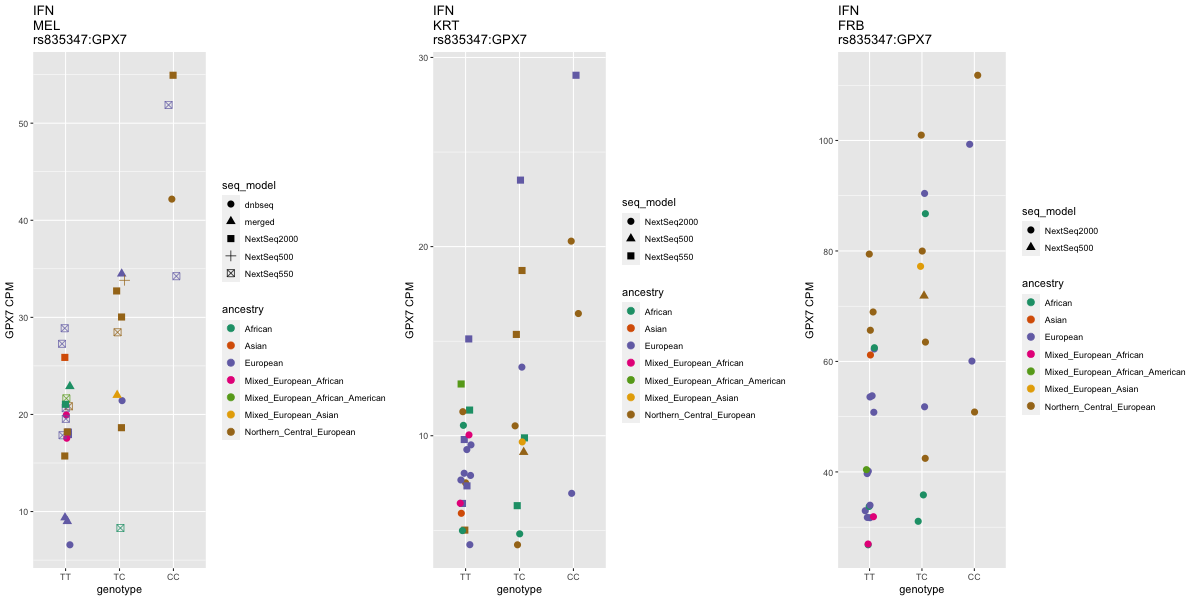 IFN
MEL
rs835347:GPX7
GPX7 CPM
50
40
30
20
10
TT
TC
CC
genotype
seq_model
dnbseq
merged
NextSeq2000
NextSeq500
NextSeq550
ancestry
African
Asian
European
Mixed_European_African
Mixed_European_African_American
Mixed_European_Asian
Northern_Central_European
IFN
KRT
rs835347:GPX7
GPX7 CPM
30
20
10
TT
TC
CC
genotype
seq_model
NextSeq2000
NextSeq500
NextSeq550
ancestry
African
Asian
European
Mixed_European_African
Mixed_European_African_American
Mixed_European_Asian
Northern_Central_European
IFN
FRB
rs835347:GPX7
GPX7 CPM
100
80
60
40
TT
TC
CC
genotype
seq_model
NextSeq2000
NextSeq500
ancestry
African
Asian
European
Mixed_European_African
Mixed_European_African_American
Mixed_European_Asian
Northern_Central_European